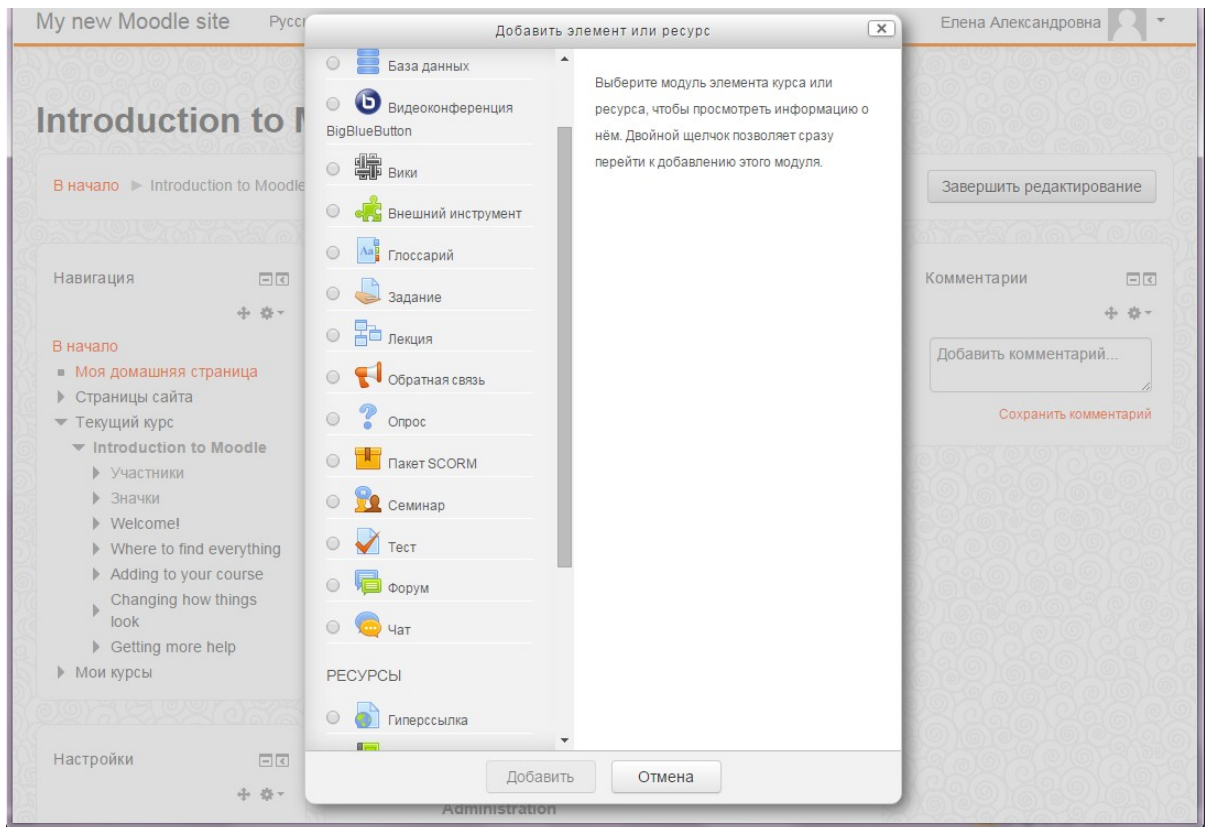 My new Moodle site
Елена Александровна
Introduction to
В начало ► Introduction to Moodle
Завершить редактирование
Навигация
В начало
Моя домашняя страница
Страницы сайта
Текущий курс
Introduction to Moodle
Участники
Значки
Welcome!
Where to find everything
Adding to your course
Changing how things
look
Getting more help
Мои курсы
Настройки
Добавить элемент или ресурс
База данных
Видеоконференция
BigBlueButton
Вики
Внешний инструмент
Глоссарий
Задание
Лекция
Обратная связь
Опрос
Пакет SCORM
Семинар
Тест
Форум
Чат
РЕСУРСЫ
Гиперссылка
Выберите модуль элемента курса или
ресурса, чтобы просмотреть информацию о
нём. Двойной щелчок позволяет сразу
перейти к добавлению этого модуля.
Добавить
Отмена
Administration
Комментарии
Добавить комментарий...
Сохранить комментарий